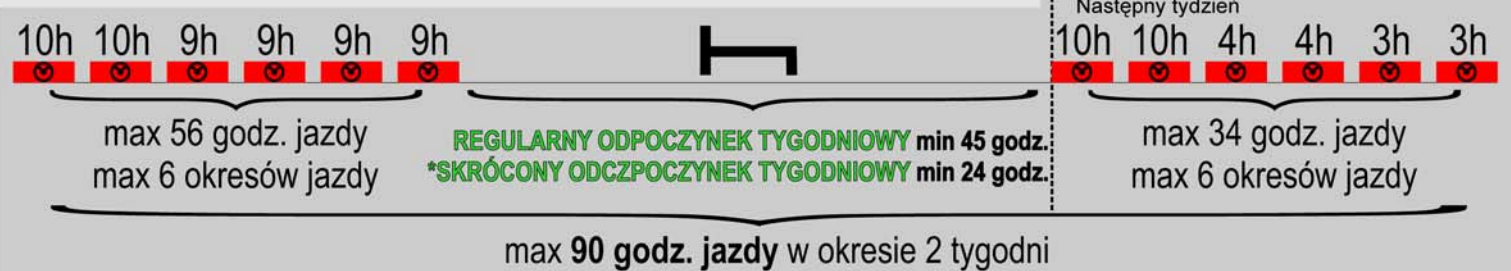 Następny tydzień
10h 10h 9h 9h 9h 9h 10h 10h 4h 4h 3h 3h
max 56 godz. jazdy
max 6 okresów jazdy
REGULARNY ODPOCZYNEK TYGODNIOWY min 45 godz.
*SKRÓCONY ODCZPOCZYNEK TYGODNIOWY min 24 godz.
max 34 godz. jazdy
max 6 okresów jazdy
max 90 godz. jazdy w okresie 2 tygodni